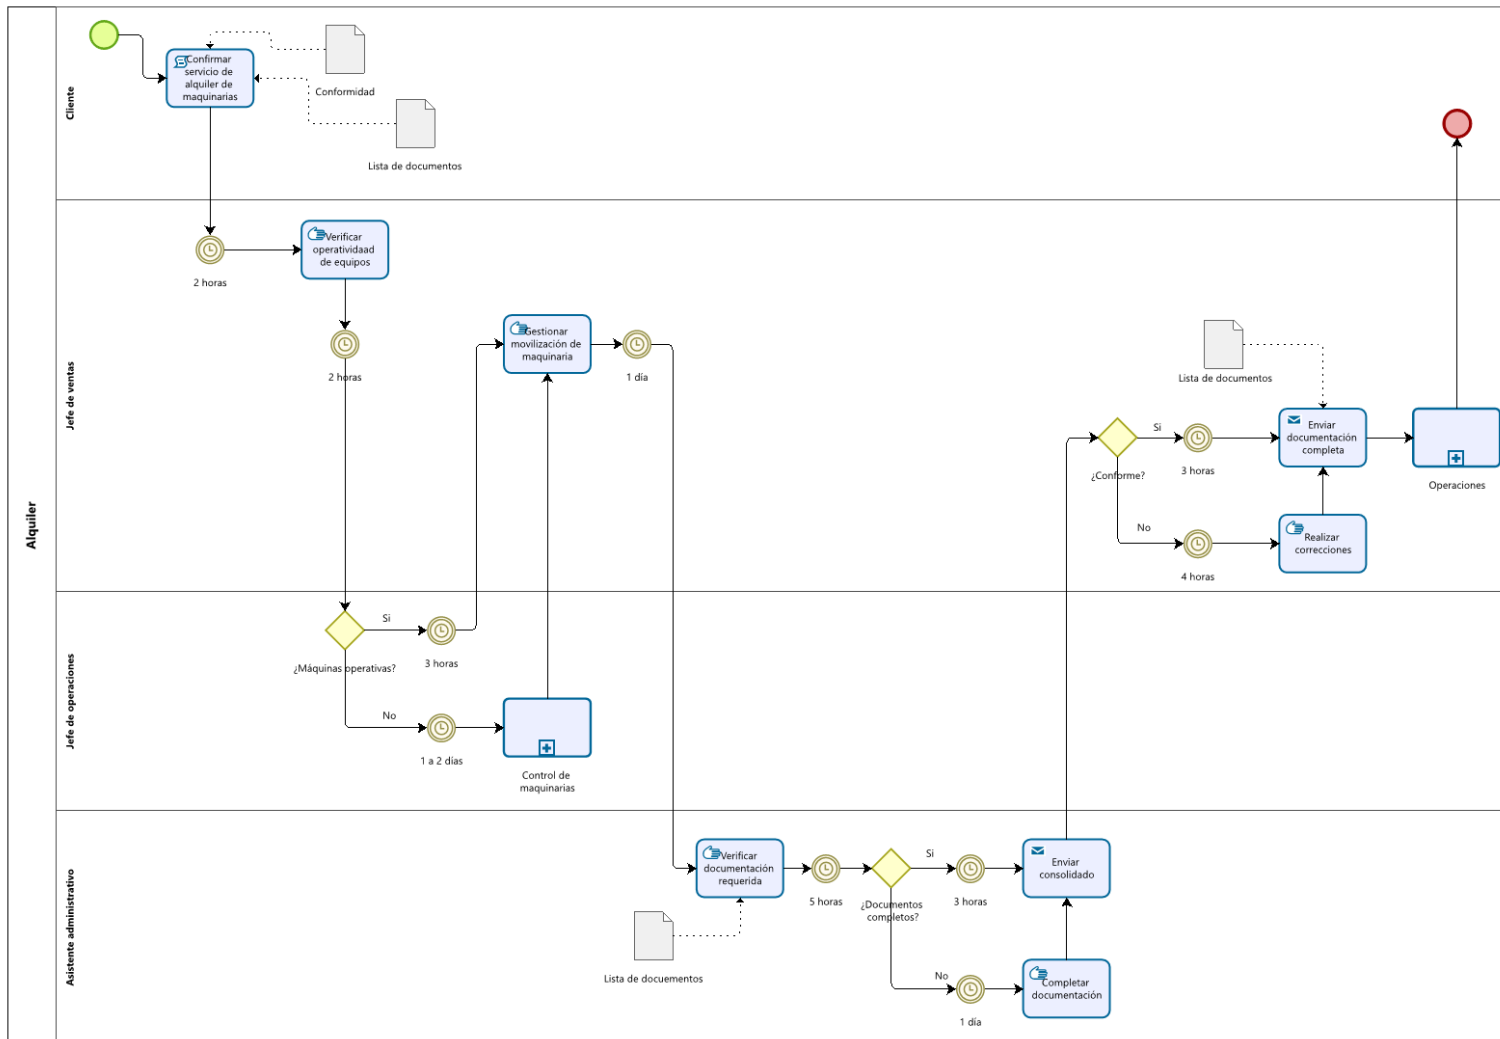 Alquiler
Cliente
Confirmar
servicio de
alquiler de
maquinarias
Conformidad
Lista de documentos
Jefe de ventas
2 horas
Verificar
operatividaad
de equipos
2 horas
Gestionar
movilización de
maquinaria
1 día
Lista de documentos
¿Conforme?
Si
3 horas
Enviar
documentación
completa
Operaciones
No
4 horas
Realizar
correcciones
Jefe de operaciones
¿Máquinas operativas?
Si
3 horas
No
1 a 2 días
Control de
maquinarias
Asistente administrativo
Verificar
documentación
requerida
Lista de docuementos
5 horas
¿Documentos
completos?
Si
3 horas
Enviar
consolidado
No
1 día
Completar
documentación